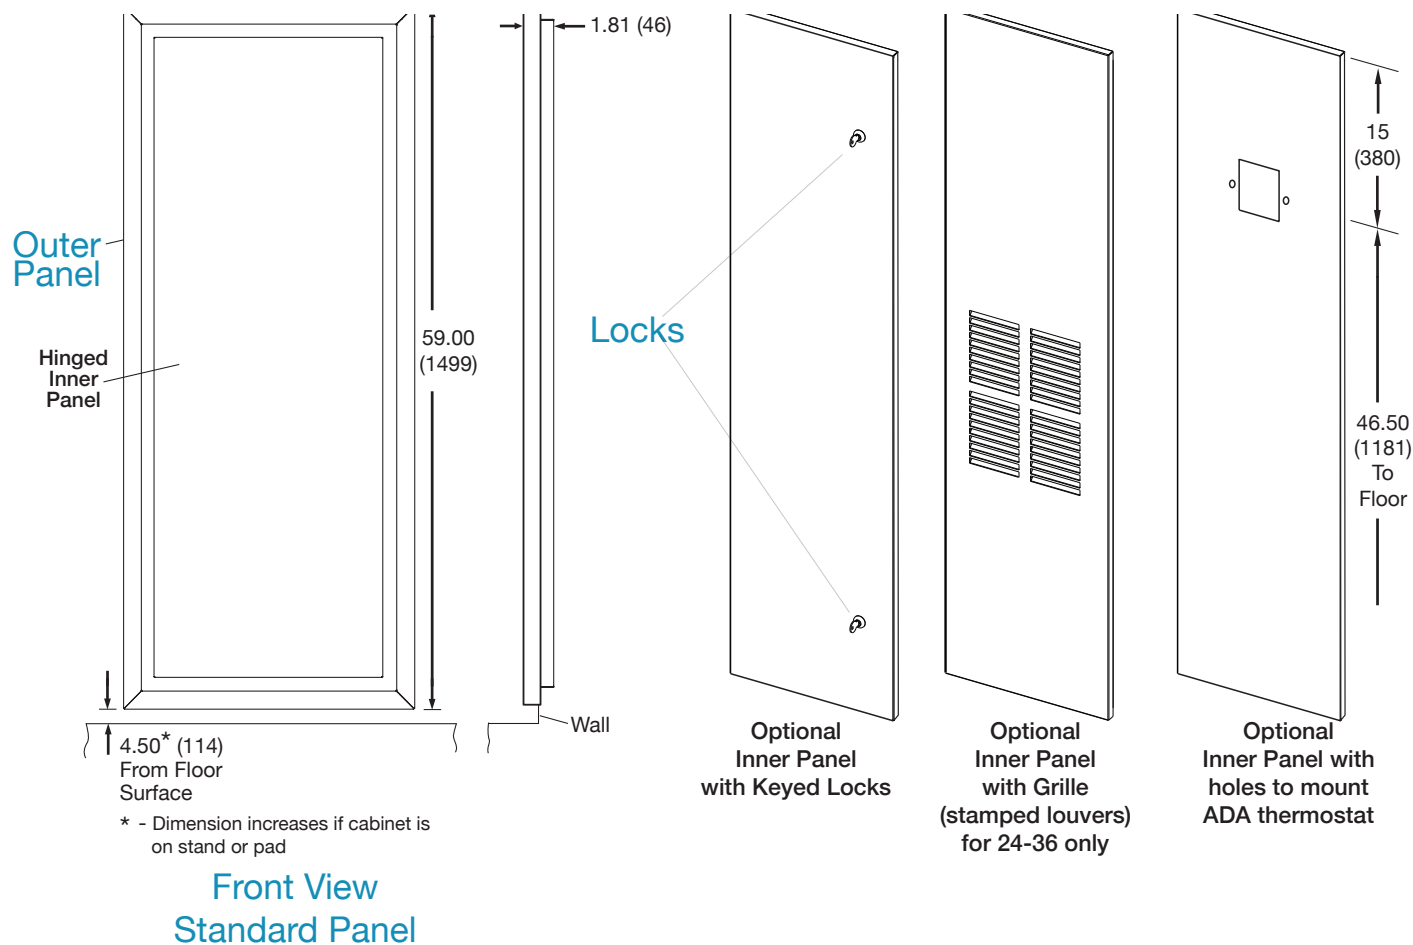 1.81 (46)
15
(380)
Outer
Panel
Locks
59.00
(1499)
Hinged
Inner
Panel
46.50
(1181)
To
Floor
Wall
4.50* (114)
From Floor
Surface
* - Dimension increases if cabinet is
on stand or pad
Front View
Standard Panel
Optional
Inner Panel
with Keyed Locks
Optional
Inner Panel
with Grille
(stamped louvers)
for 24-36 only
Optional
Inner Panel with
holes to mount
ADA thermostat